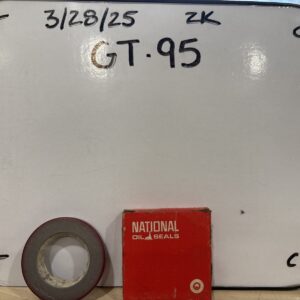 3/28/25 ZK
GT-95
NATIONAL
OIL SEALS